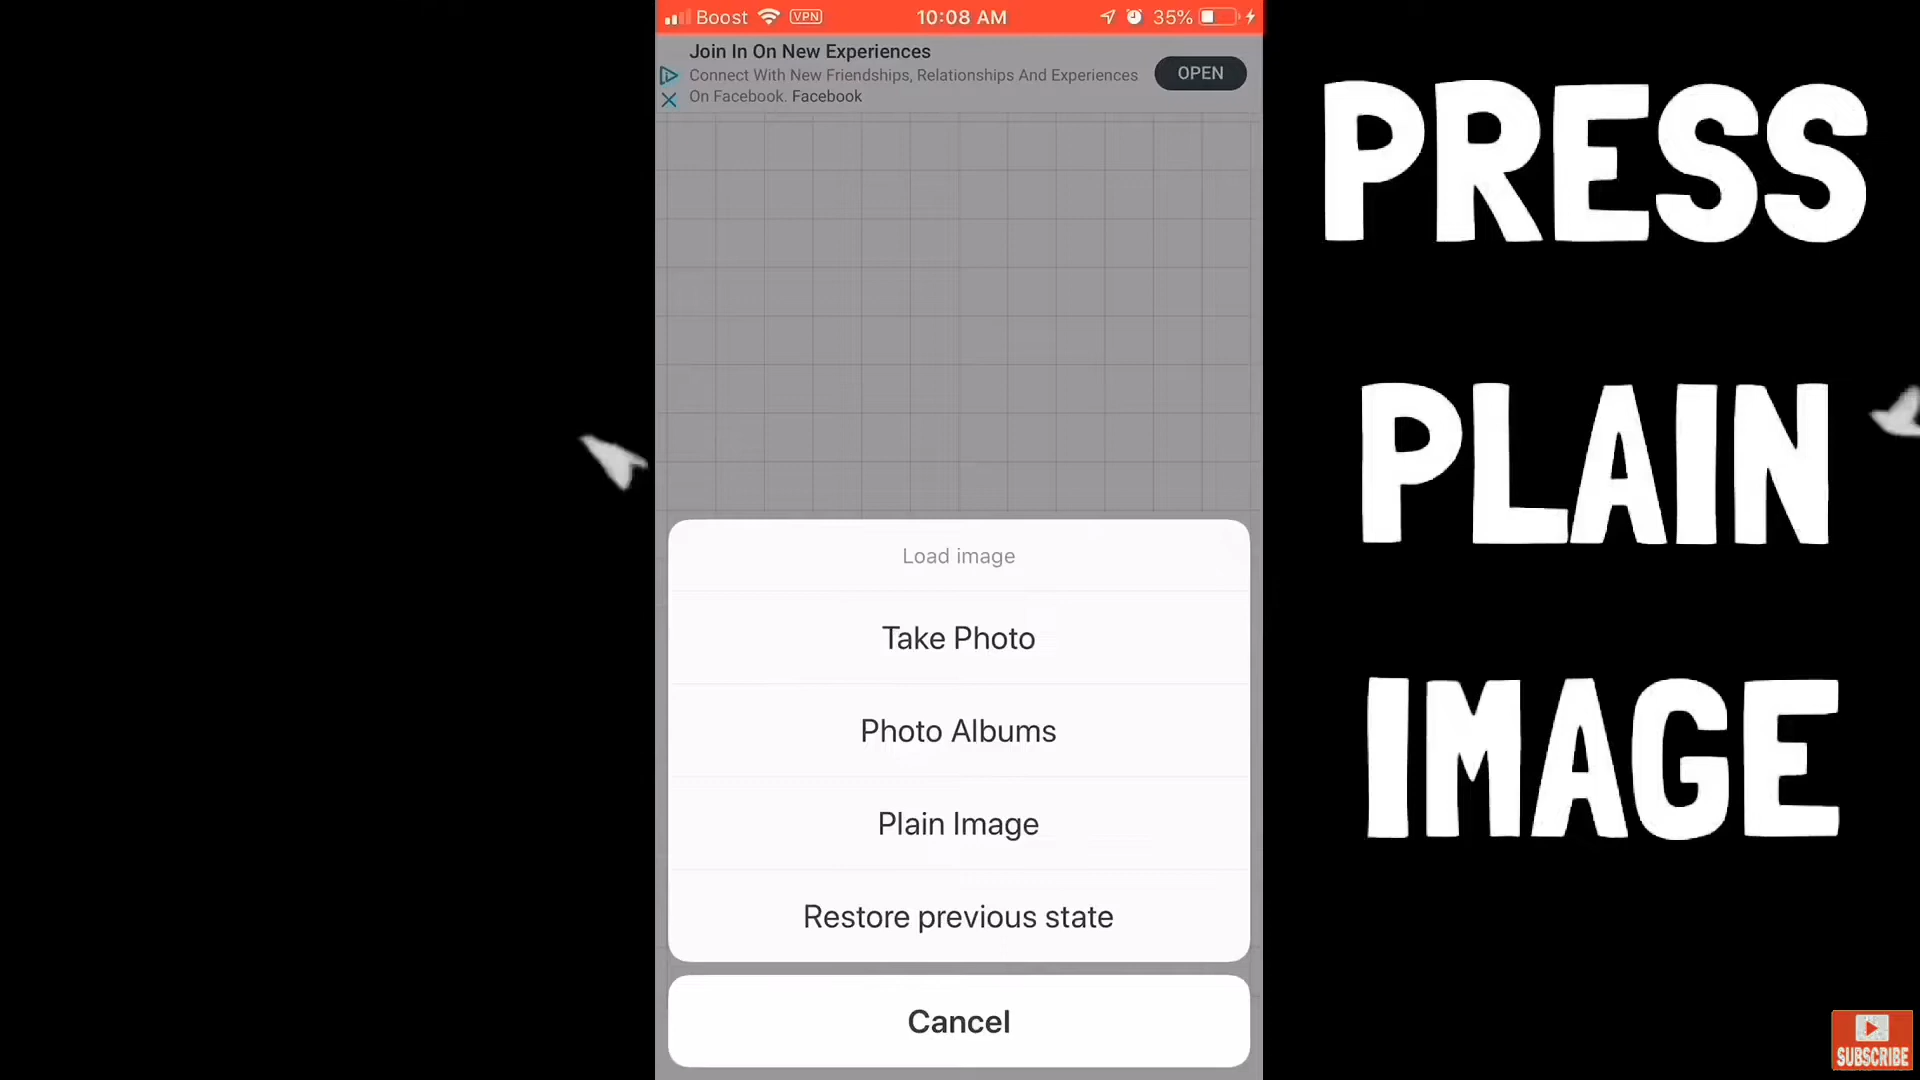 Boost VPN 10:08 AM 35%
Join In On New Experiences
Connect With New Friendships, Relationships And Experiences
On Facebook. Facebook
OPEN
Load image
Take Photo
Photo Albums
Plain Image
Restore previous state
Cancel
PRESS
PLAIN
IMAGE
SUBSCRIBE